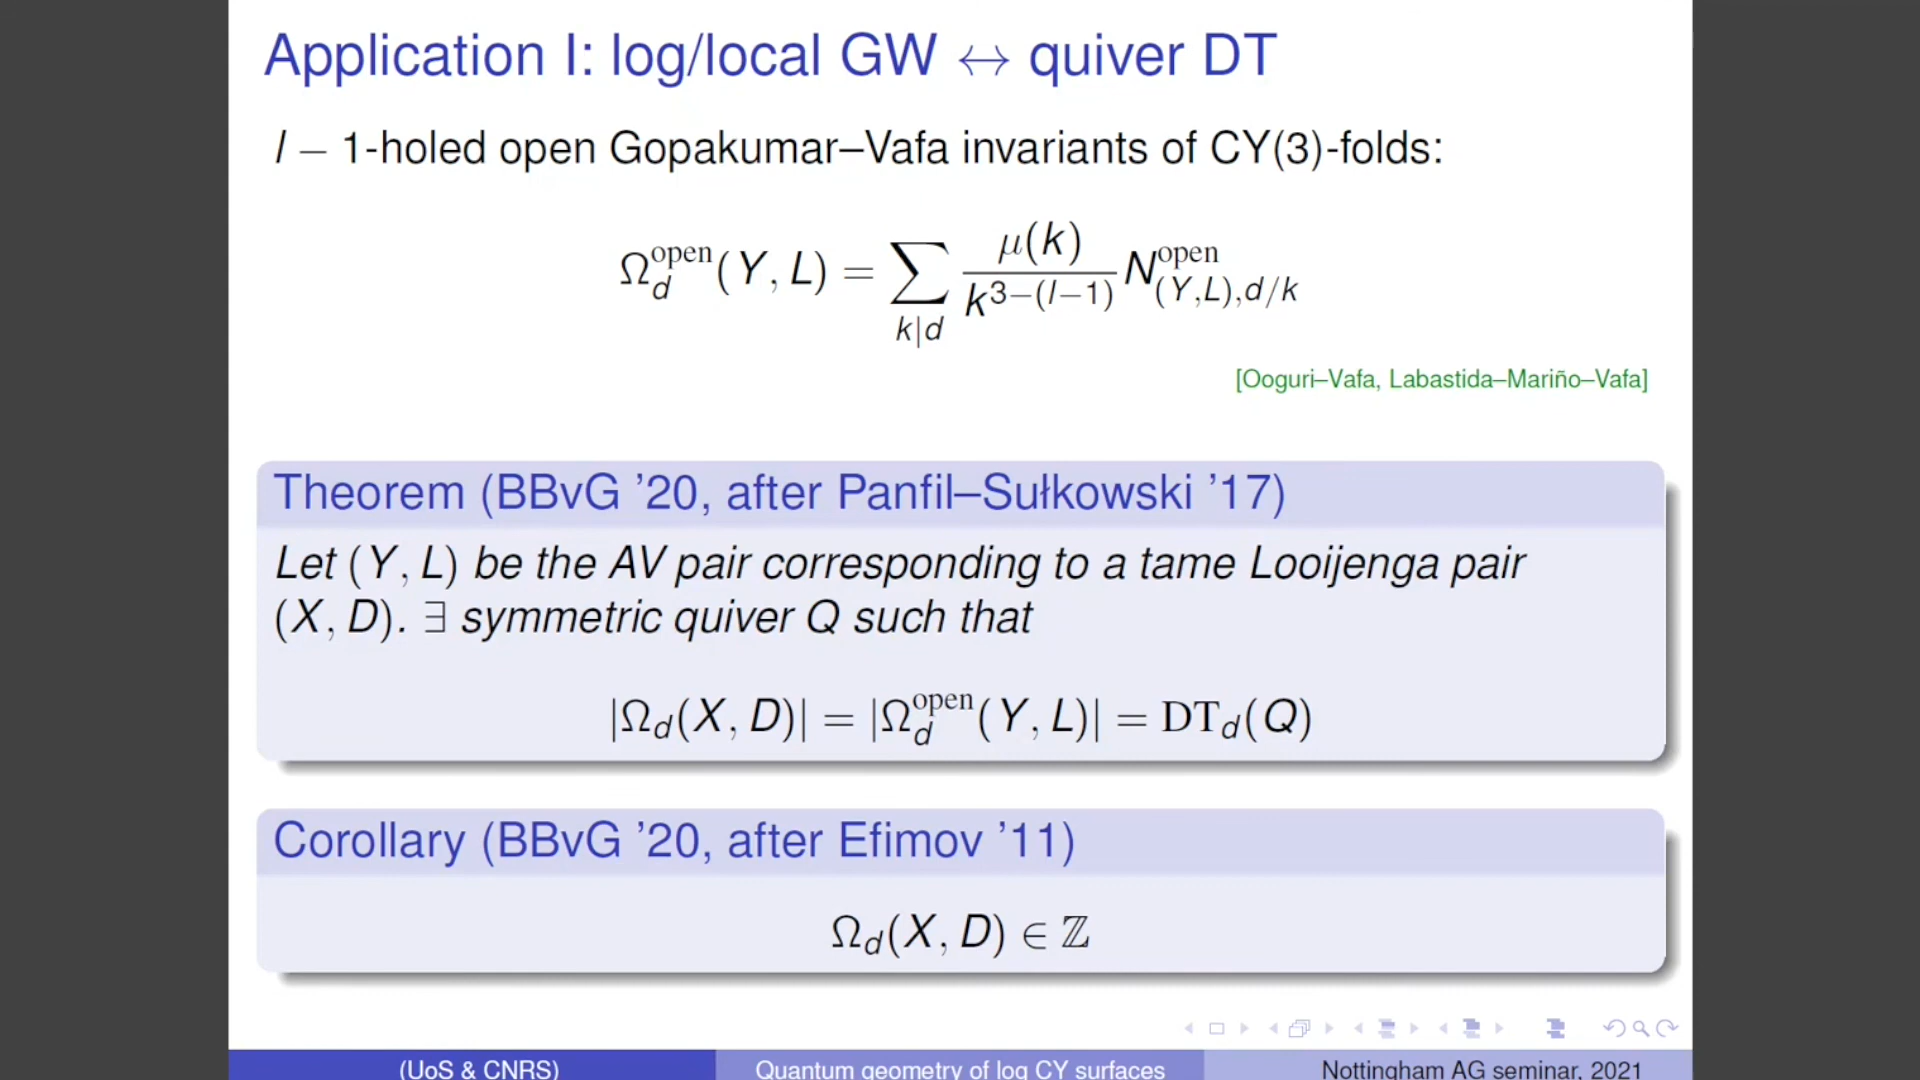 Application I: log/local GW ↔ quiver DT
l − 1-holed open Gopakumar–Vafa invariants of CY(3)-folds:
Ω_d^open(Y, L) = ∑_{k|d} μ(k)/k^{3−(l−1)} N^open_{(Y,L),d/k}
[Ooguri–Vafa, Labastida–Mariño–Vafa]
Theorem (BBvG ’20, after Panfil–Sułkowski ’17)
Let (Y, L) be the AV pair corresponding to a tame Looijenga pair
(X, D). ∃ symmetric quiver Q such that
|Ω_d(X, D)| = |Ω_d^open(Y, L)| = DT_d(Q)
Corollary (BBvG ’20, after Efimov ’11)
Ω_d(X, D) ∈ ℤ
(UoS & CNRS)
Quantum geometry of log CY surfaces
Nottingham AG seminar, 2021